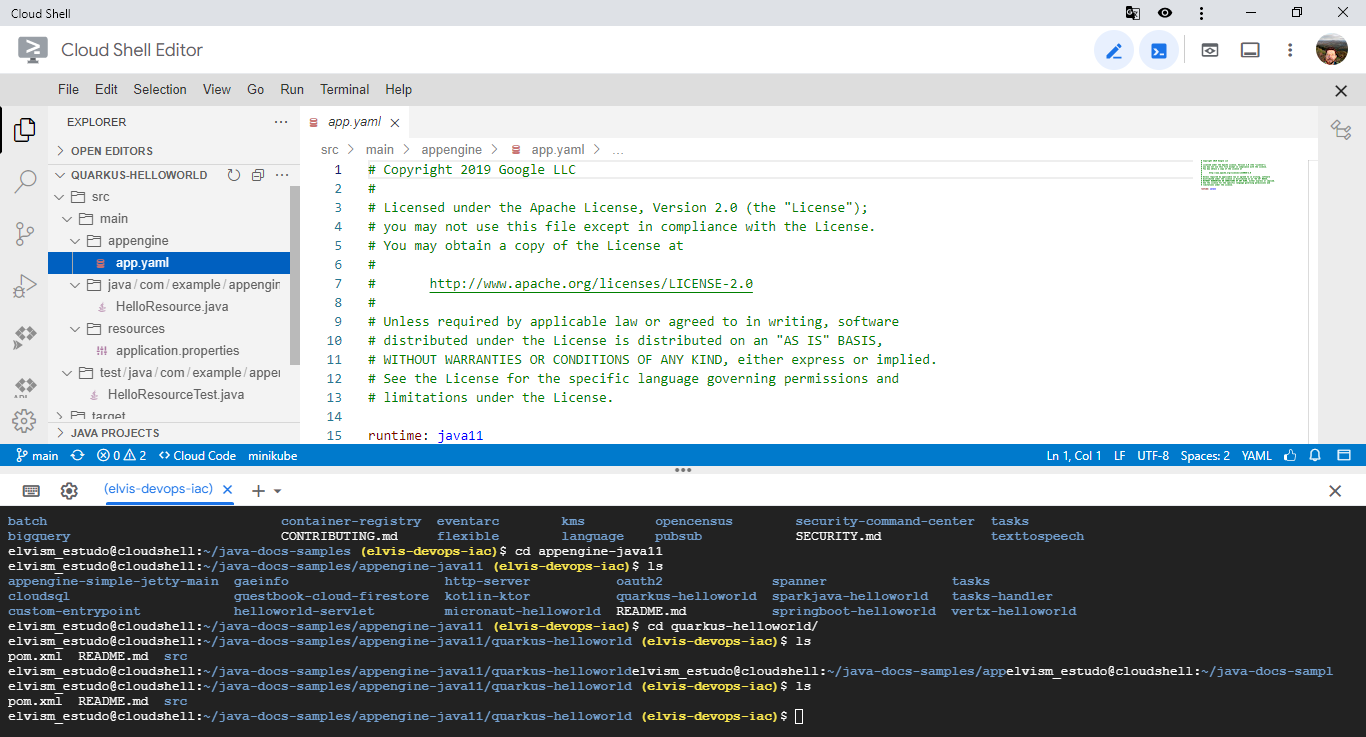 Cloud Shell
Cloud Shell Editor
File Edit Selection View Go Run Terminal Help
EXPLORER
OPEN EDITORS
QUARKUS-HELLOWORLD
src
main
appengine
app.yaml
java/com/example/appengin
HelloResource.java
resources
application.properties
test/java/com/example/apper
HelloResourceTest.java
target
JAVA PROJECTS
app.yaml
src > main > appengine > app.yaml > ...
1 # Copyright 2019 Google LLC
2 #
3 # Licensed under the Apache License, Version 2.0 (the "License");
4 # you may not use this file except in compliance with the License.
5 # You may obtain a copy of the License at
6 #
7 # http://www.apache.org/licenses/LICENSE-2.0
8 #
9 # Unless required by applicable law or agreed to in writing, software
10 # distributed under the License is distributed on an "AS IS" BASIS,
11 # WITHOUT WARRANTIES OR CONDITIONS OF ANY KIND, either express or implied.
12 # See the License for the specific language governing permissions and
13 # limitations under the License.
14
15 runtime: java11
main 0 2 Cloud Code minikube Ln 1, Col 1 LF UTF-8 Spaces: 2 YAML
(elvis-devops-iac)
batch container-registry eventarc kms opencensus security-command-center tasks
bigquery CONTRIBUTING.md flexible language pubsub SECURITY.md texttospeech
elvism_estudo@cloudshell:~/java-docs-samples (elvis-devops-iac)$ cd appengine-java11
elvism_estudo@cloudshell:~/java-docs-samples/appengine-java11 (elvis-devops-iac)$ ls
appengine-simple-jetty-main gaeinfo http-server oauth2 spanner tasks
cloudsql guestbook-cloud-firestore kotlin-ktor quarkus-helloworld sparkjava-helloworld tasks-handler
custom-entrypoint helloworld-servlet micronaut-helloworld README.md springboot-helloworld vertx-helloworld
elvism_estudo@cloudshell:~/java-docs-samples/appengine-java11 (elvis-devops-iac)$ cd quarkus-helloworld/
elvism_estudo@cloudshell:~/java-docs-samples/appengine-java11/quarkus-helloworld (elvis-devops-iac)$ ls
pom.xml README.md src
elvism_estudo@cloudshell:~/java-docs-samples/appengine-java11/quarkus-helloworldelvism_estudo@cloudshell:~/java-docs-samples/appelvism_estudo@cloudshell:~/java-docs-sampl
elvism_estudo@cloudshell:~/java-docs-samples/appengine-java11/quarkus-helloworld (elvis-devops-iac)$ ls
pom.xml README.md src
elvism_estudo@cloudshell:~/java-docs-samples/appengine-java11/quarkus-helloworld (elvis-devops-iac)$